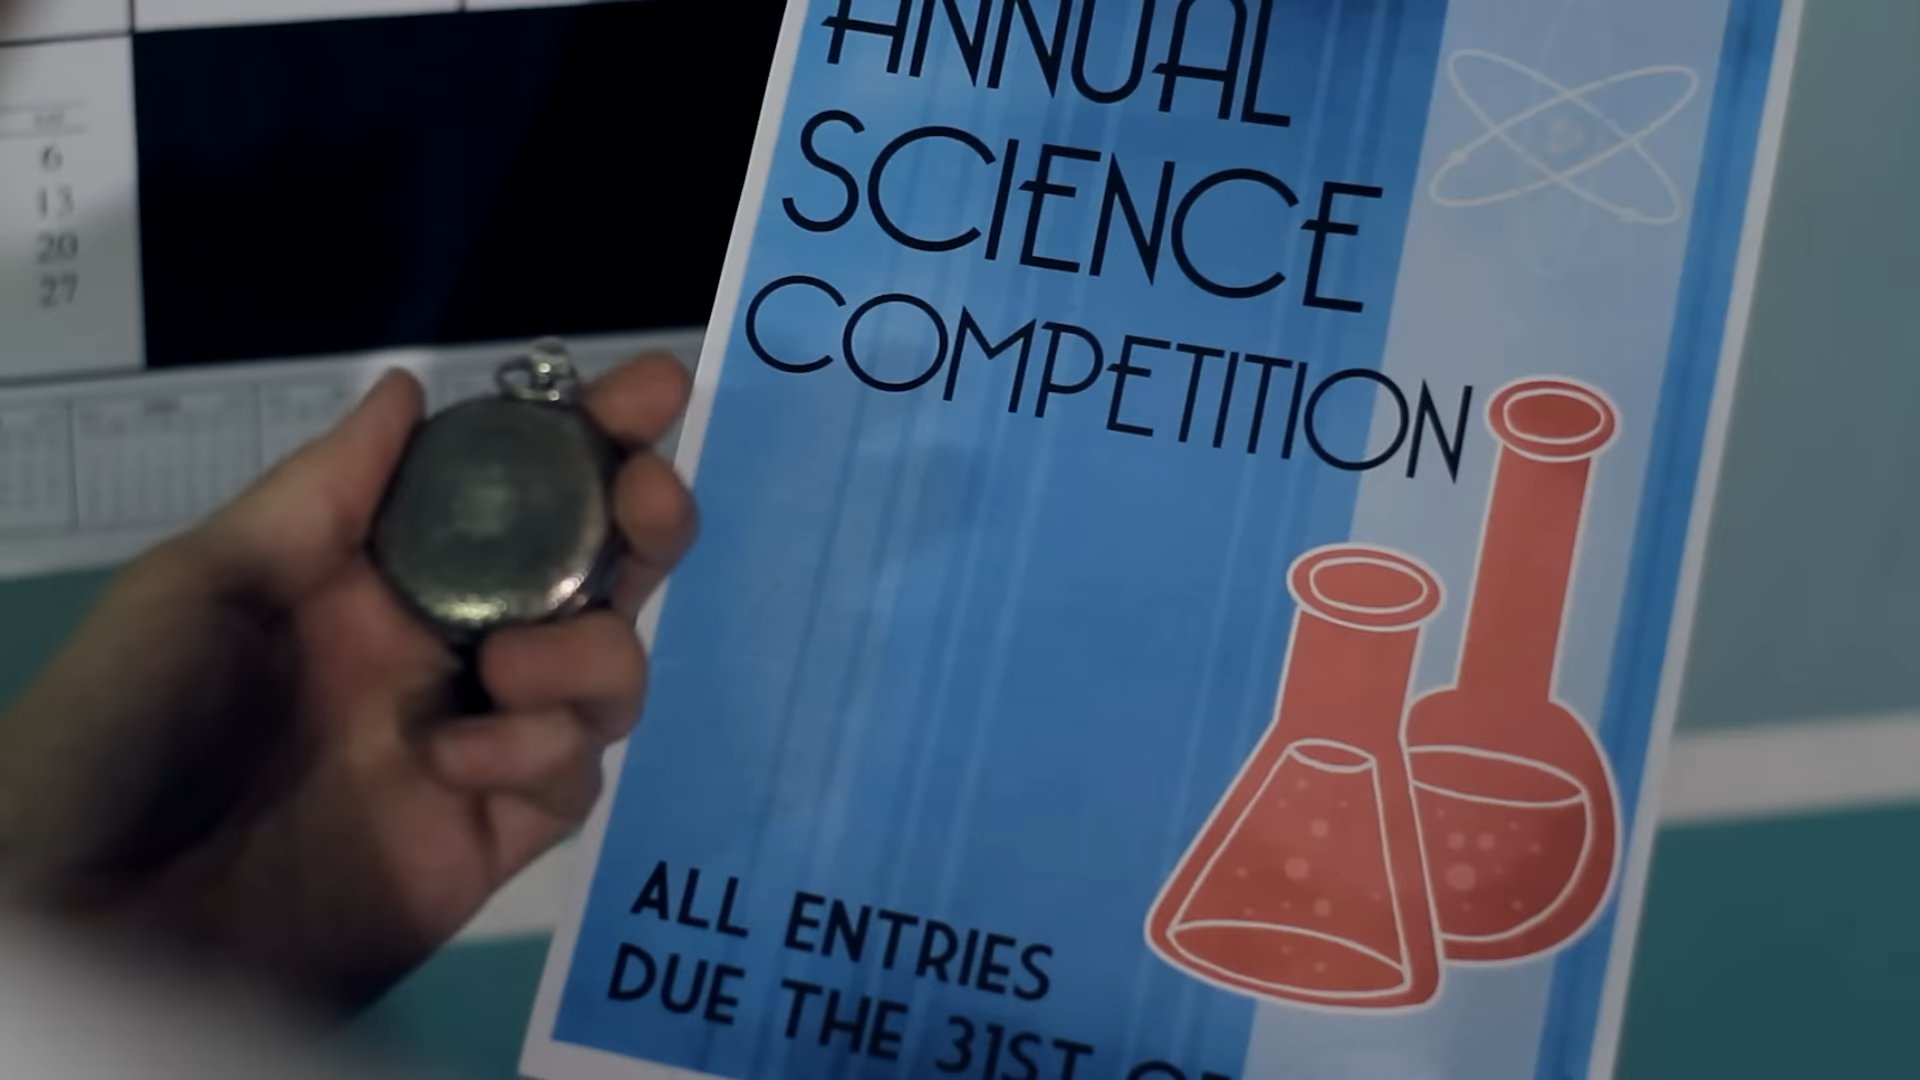 6
13
20
27
ANNUAL
SCIENCE
COMPETITION
ALL ENTRIES
DUE THE 31ST